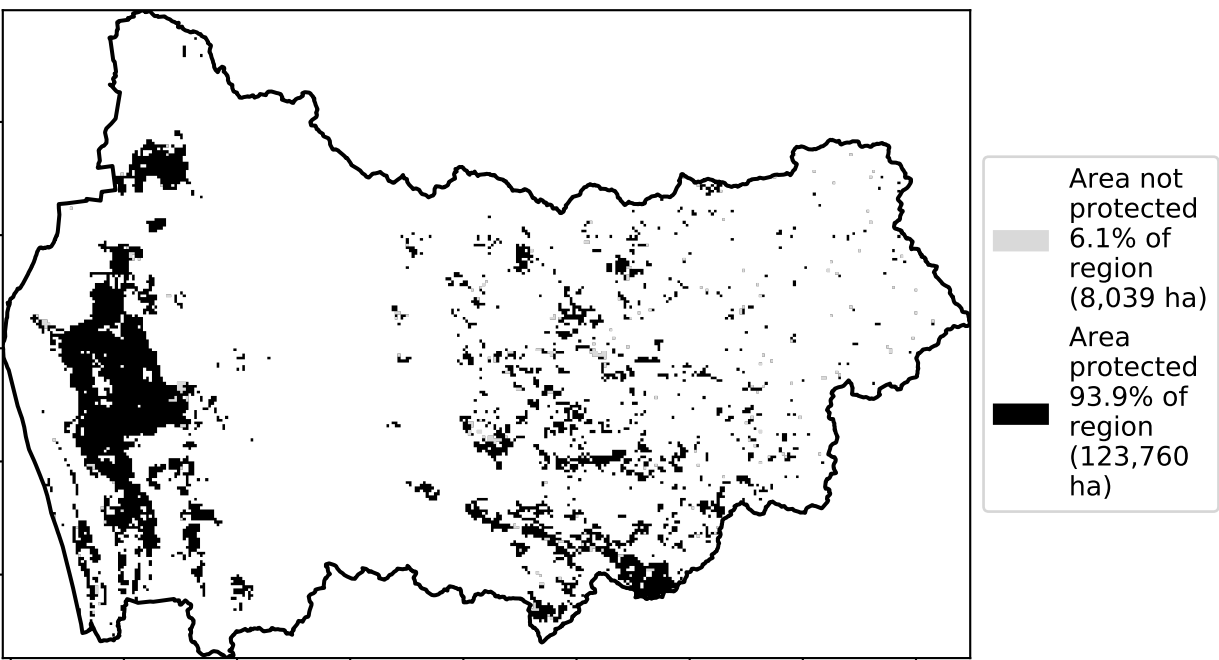 Area not
protected
6.1% of
region
(8,039 ha)
Area
protected
93.9% of
region
(123,760
ha)